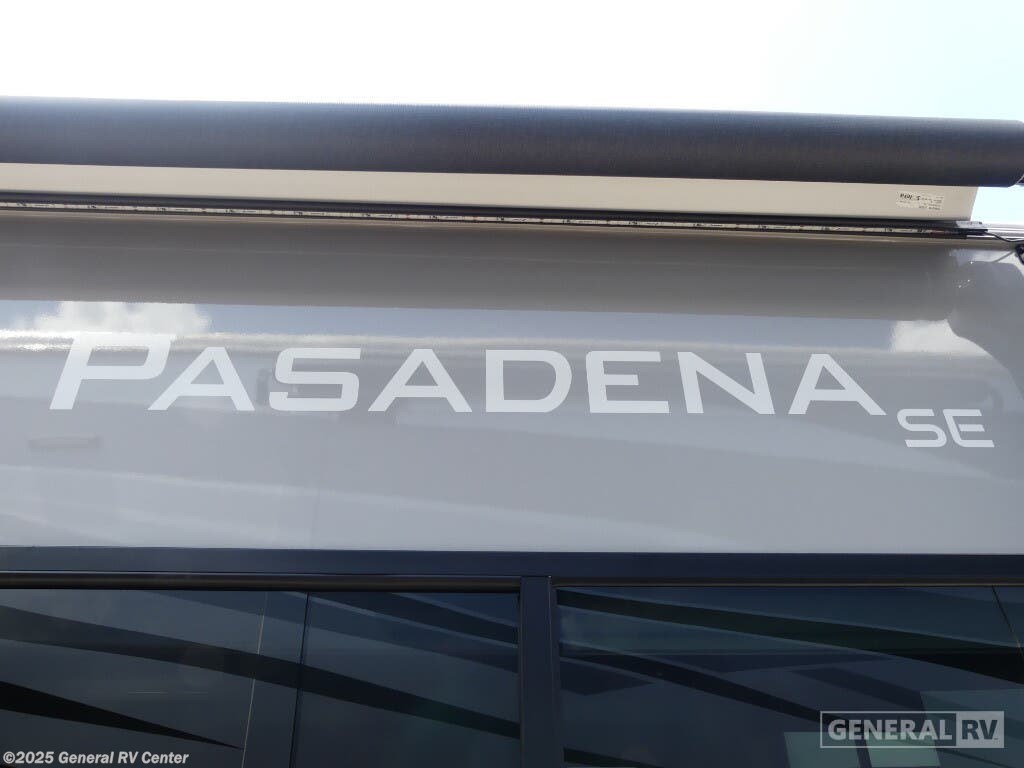 PASADENA SE
GENERAL RV
©2025 General RV Center